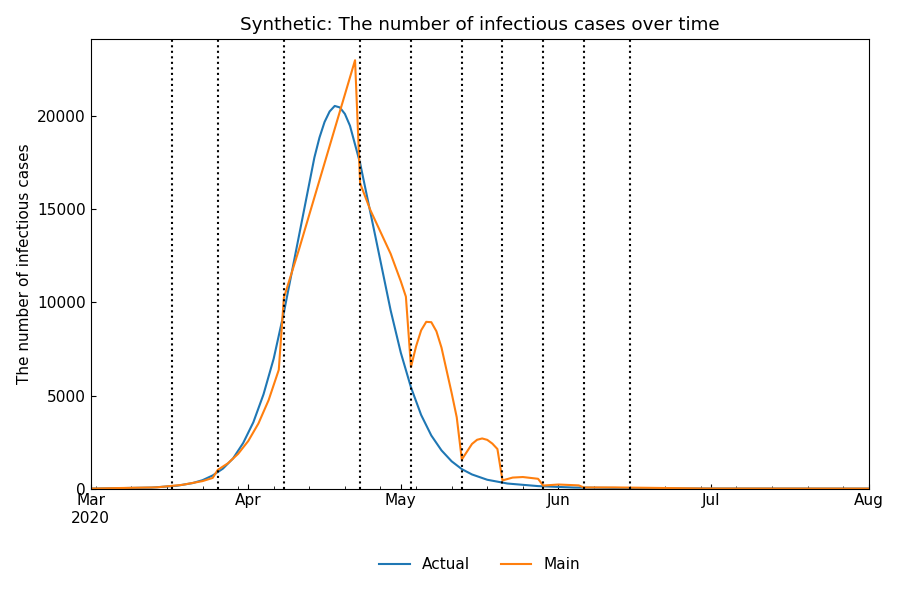 Synthetic: The number of infectious cases over time
The number of infectious cases
20000
15000
10000
5000
0
Mar Apr May Jun Jul Aug
2020
Actual Main